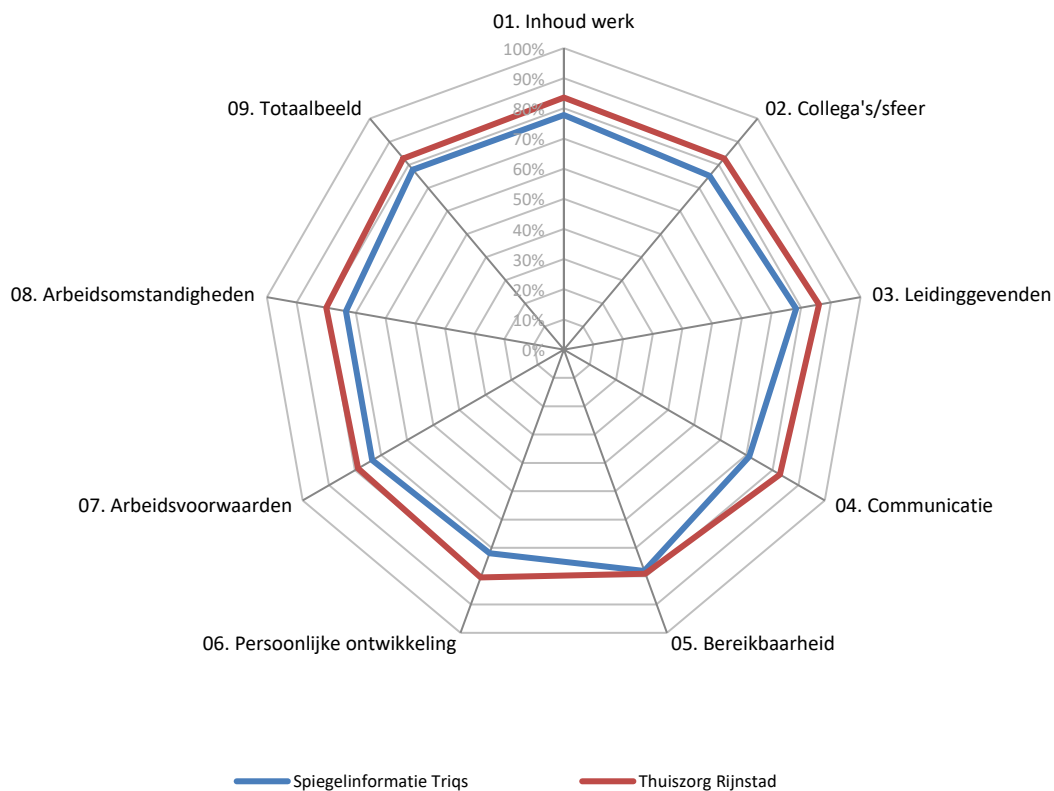 01. Inhoud werk
100%
90%
80%
70%
60%
50%
40%
30%
20%
10%
0%
02. Collega's/sfeer
03. Leidinggevenden
04. Communicatie
05. Bereikbaarheid
06. Persoonlijke ontwikkeling
07. Arbeidsvoorwaarden
08. Arbeidsomstandigheden
09. Totaalbeeld
Spiegelinformatie Triqs
Thuiszorg Rijnstad